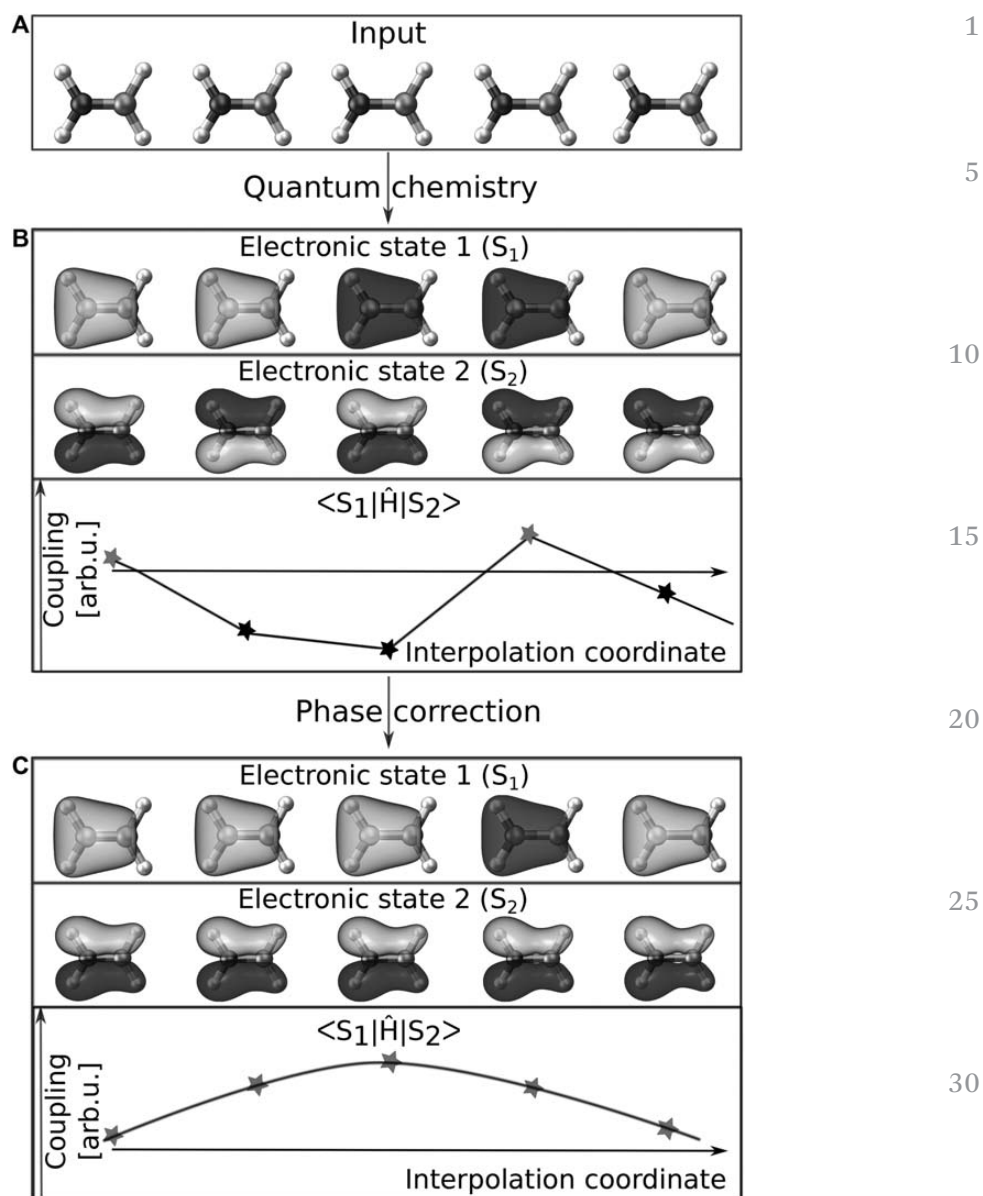 A
Input
1
Quantum chemistry
5
B
Electronic state 1 (S₁)
Electronic state 2 (S₂)
10
<S₁|Ĥ|S₂>
Coupling
[arb.u.]
15
Interpolation coordinate
Phase correction
20
C
Electronic state 1 (S₁)
Electronic state 2 (S₂)
25
<S₁|Ĥ|S₂>
Coupling
[arb.u.]
30
Interpolation coordinate